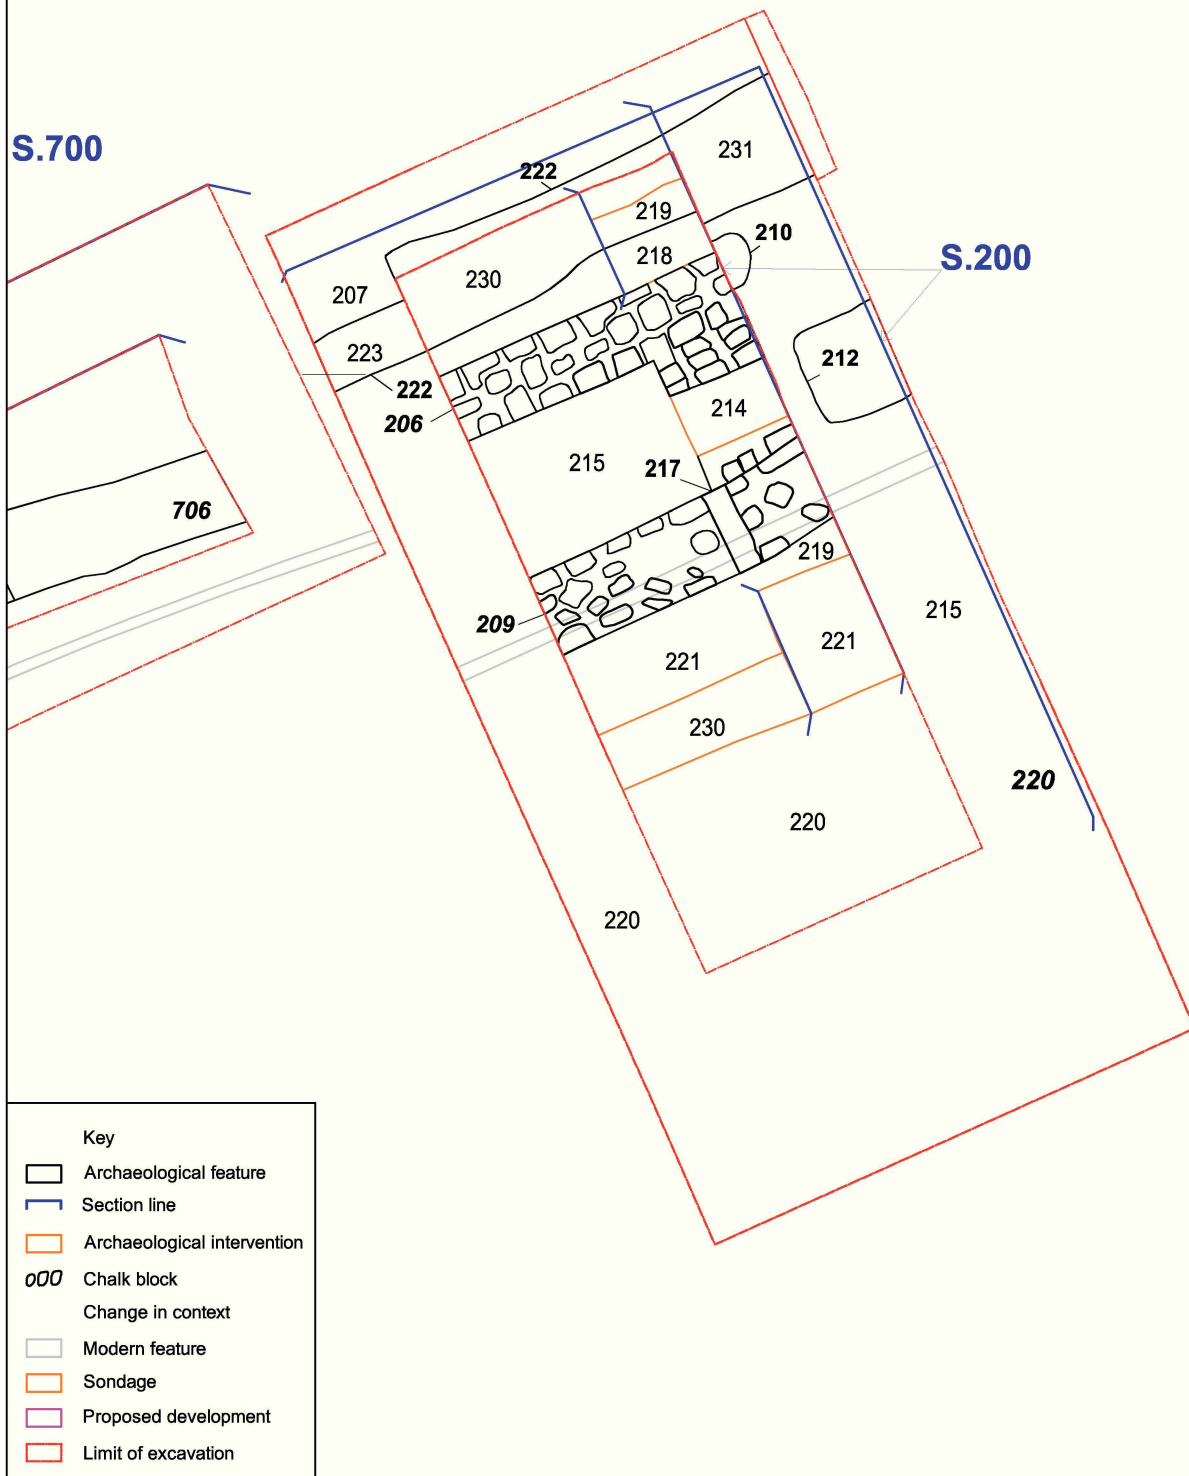 S.700
231
222
219
210
218
S.200
230
207
223
212
222
206
214
215
217
706
219
209
215
221
221
230
220
220
220
Key
Archaeological feature
Section line
Archaeological intervention
Chalk block
Change in context
Modern feature
Sondage
Proposed development
Limit of excavation